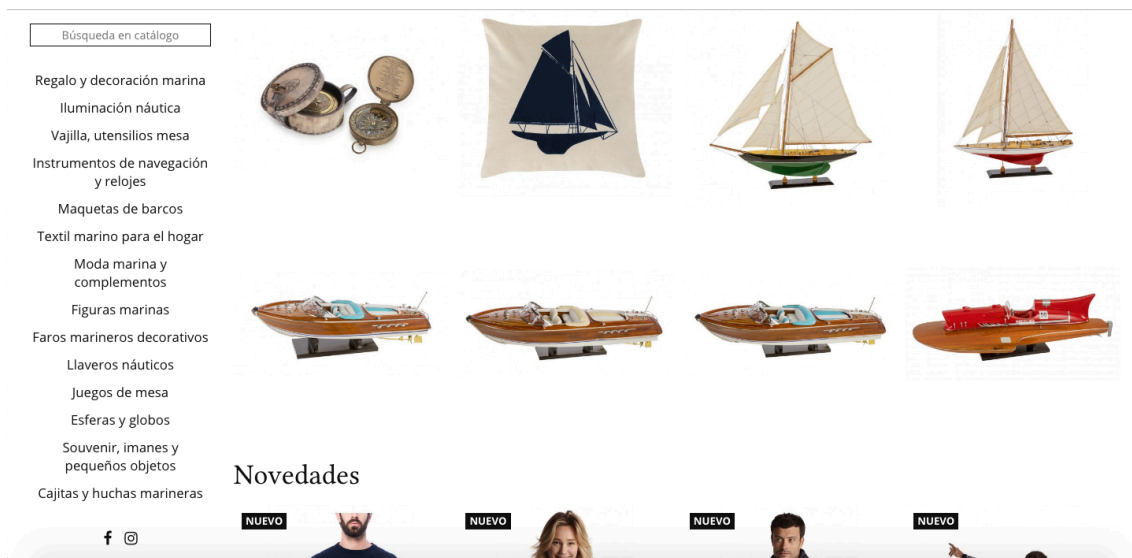 Búsqueda en catálogo
Regalo y decoración marina
Iluminación náutica
Vajilla, utensilios mesa
Instrumentos de navegación
y relojes
Maquetas de barcos
Textil marino para el hogar
Moda marina y
complementos
Figuras marinas
Faros marineros decorativos
Llaveros náuticos
Juegos de mesa
Esferas y globos
Souvenir, imanes y
pequeños objetos
Cajitas y huchas marineras
Novedades
NUEVO
NUEVO
NUEVO
NUEVO